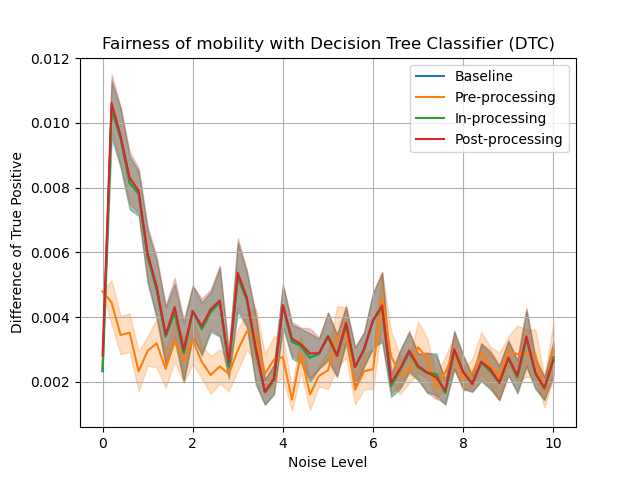 Fairness of mobility with Decision Tree Classifier (DTC)
0.012
0.010
0.008
0.006
0.004
0.002
Difference of True Positive
Baseline
Pre-processing
In-processing
Post-processing
0 2 4 6 8 10
Noise Level